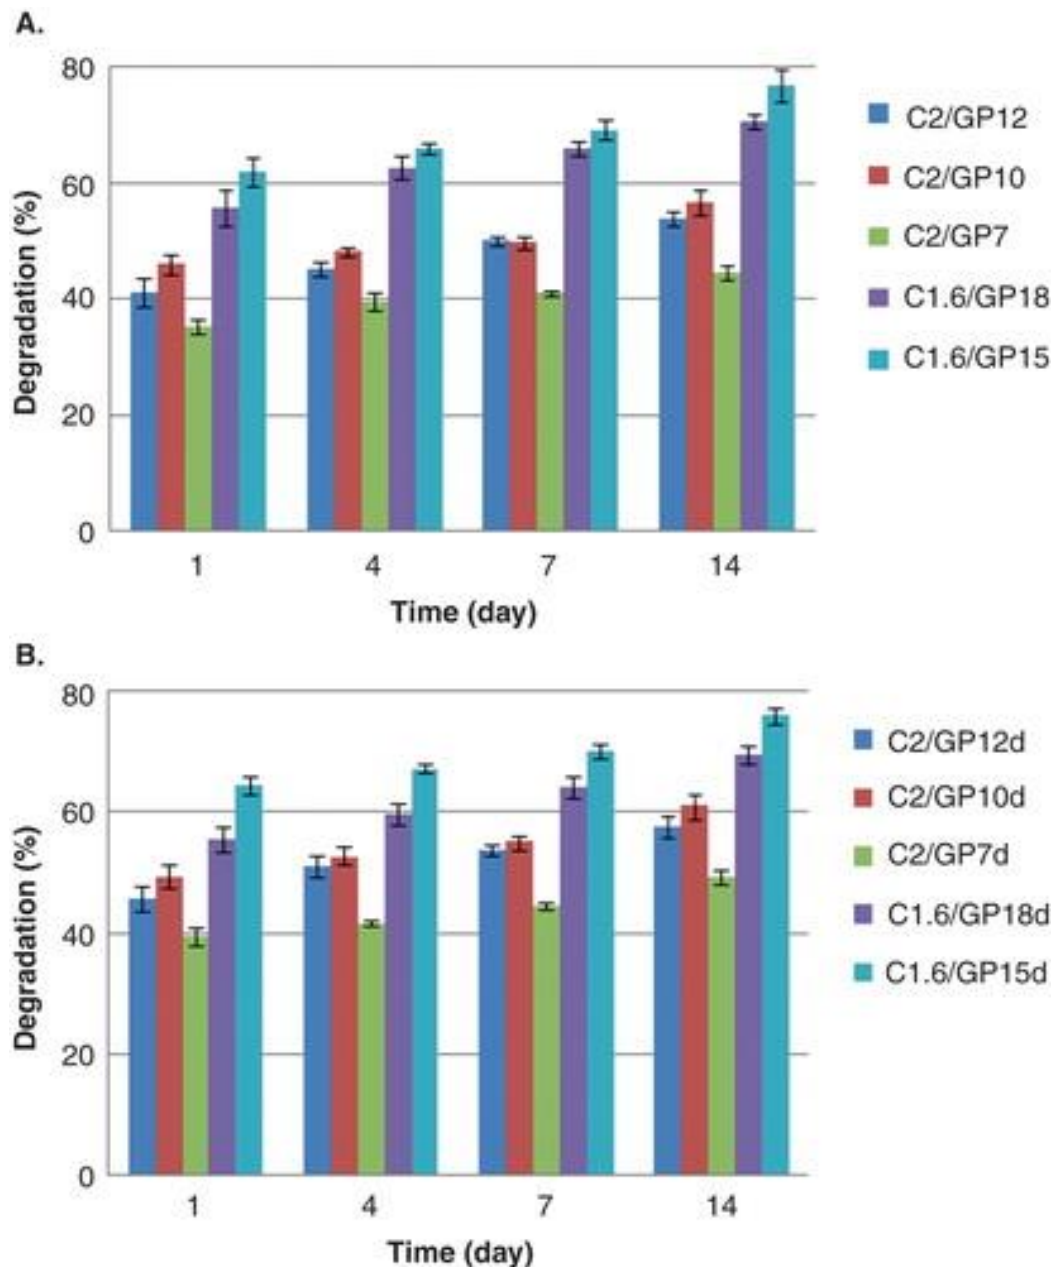 A.
80
60
40
20
0
Degradation (%)
1 4 7 14
Time (day)
C2/GP12
C2/GP10
C2/GP7
C1.6/GP18
C1.6/GP15
B.
80
60
40
20
0
Degradation (%)
1 4 7 14
Time (day)
C2/GP12d
C2/GP10d
C2/GP7d
C1.6/GP18d
C1.6/GP15d